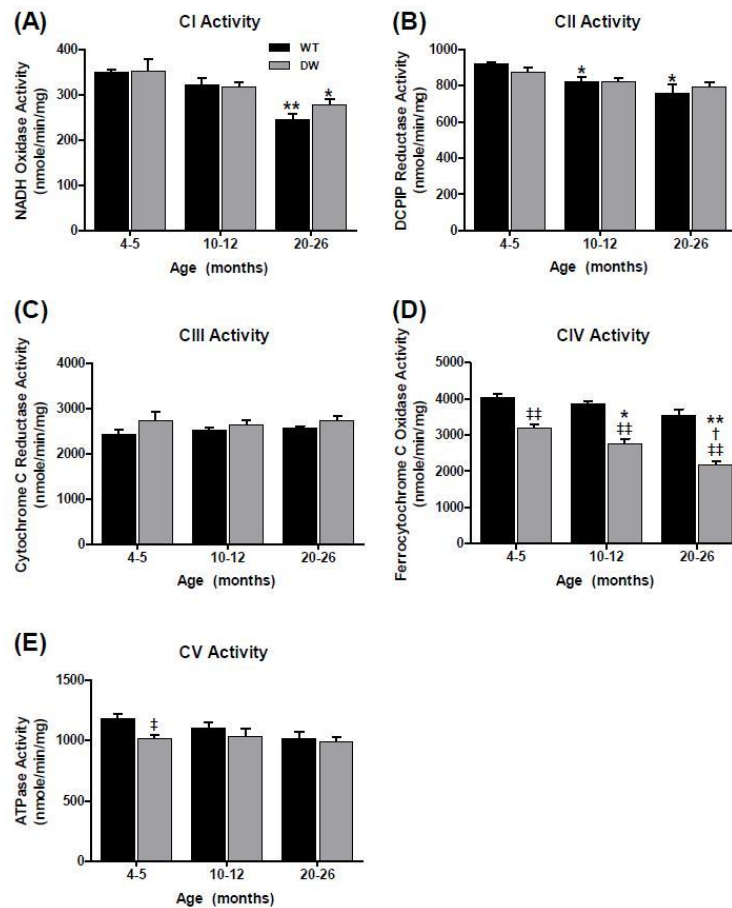 (A)
CI Activity
NADH Oxidase Activity
(nmole/min/mg)
400
300
200
100
0
WT
DW
**
*
4-5
10-12
20-26
Age (months)
(B)
CII Activity
DCPIP Reductase Activity
(nmole/min/mg)
1000
800
600
400
200
0
*
*
4-5
10-12
20-26
Age (months)
(C)
CIII Activity
Cytochrome C Reductase Activity
(nmole/min/mg)
4000
3000
2000
1000
0
4-5
10-12
20-26
Age (months)
(D)
CIV Activity
Ferrocytochrome C Oxidase Activity
(nmole/min/mg)
5000
4000
3000
2000
1000
0
‡‡
*
‡‡
**
†
‡‡
4-5
10-12
20-26
Age (months)
(E)
CV Activity
ATPase Activity
(nmole/min/mg)
1500
1000
500
0
‡
4-5
10-12
20-26
Age (months)